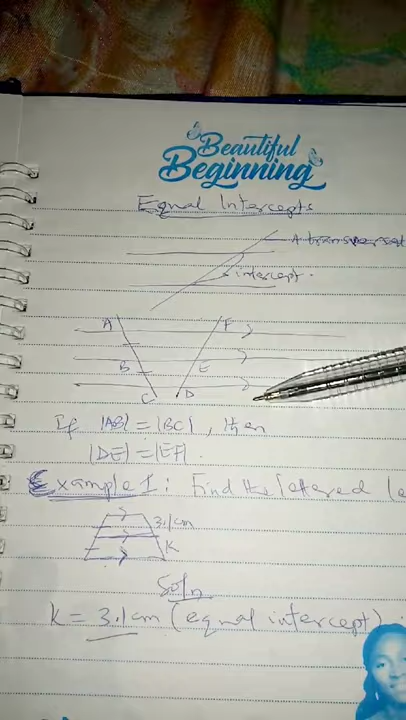 Beautiful
Beginning
Equal Intercepts
A transversal
intercept.
A F
B E
C D
If |AB| = |BC|, then
|DE| = |EF|.
Example 1: Find the lettered
3.1cm
K
Soln
K = 3.1cm (equal intercept).